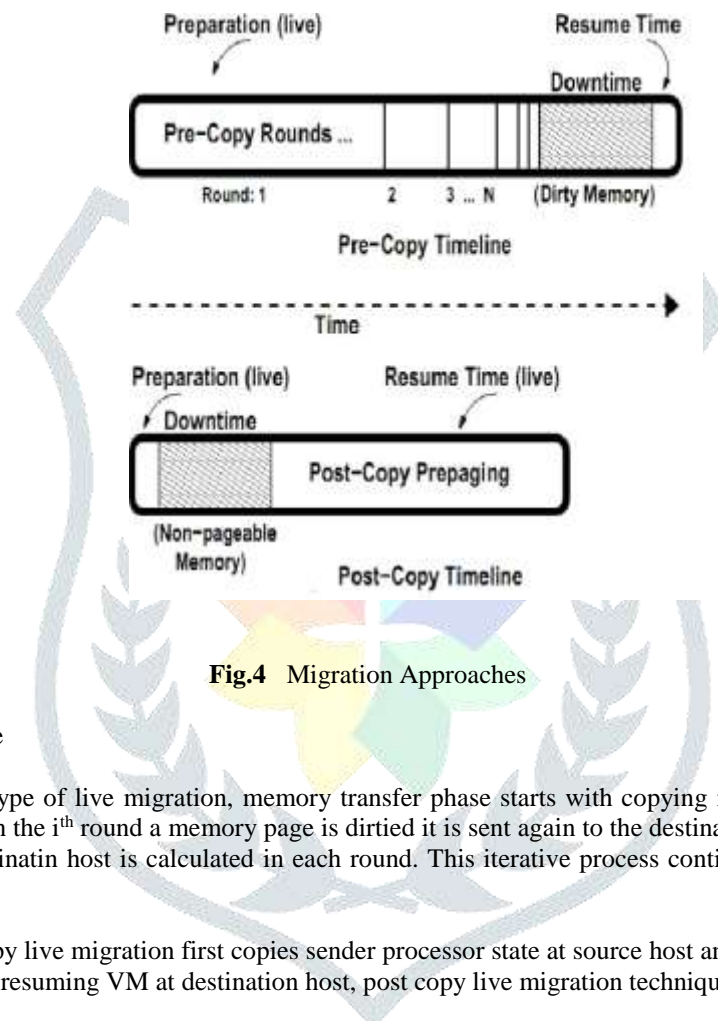 Preparation (live)
Resume Time
Downtime
Pre-Copy Rounds ...
Round: 1 2 3 ... N (Dirty Memory)
Pre-Copy Timeline
Time
Preparation (live) Resume Time (live)
Downtime
Post-Copy Prepaging
(Non-pageable
Memory)
Post-Copy Timeline
Fig.4 Migration Approaches
ype of live migration, memory transfer phase starts with copying
n the ith round a memory page is dirtied it is sent again to the destina
inatin host is calculated in each round. This iterative process conti
py live migration first copies sender processor state at source host an
resuming VM at destination host, post copy live migration techniqu